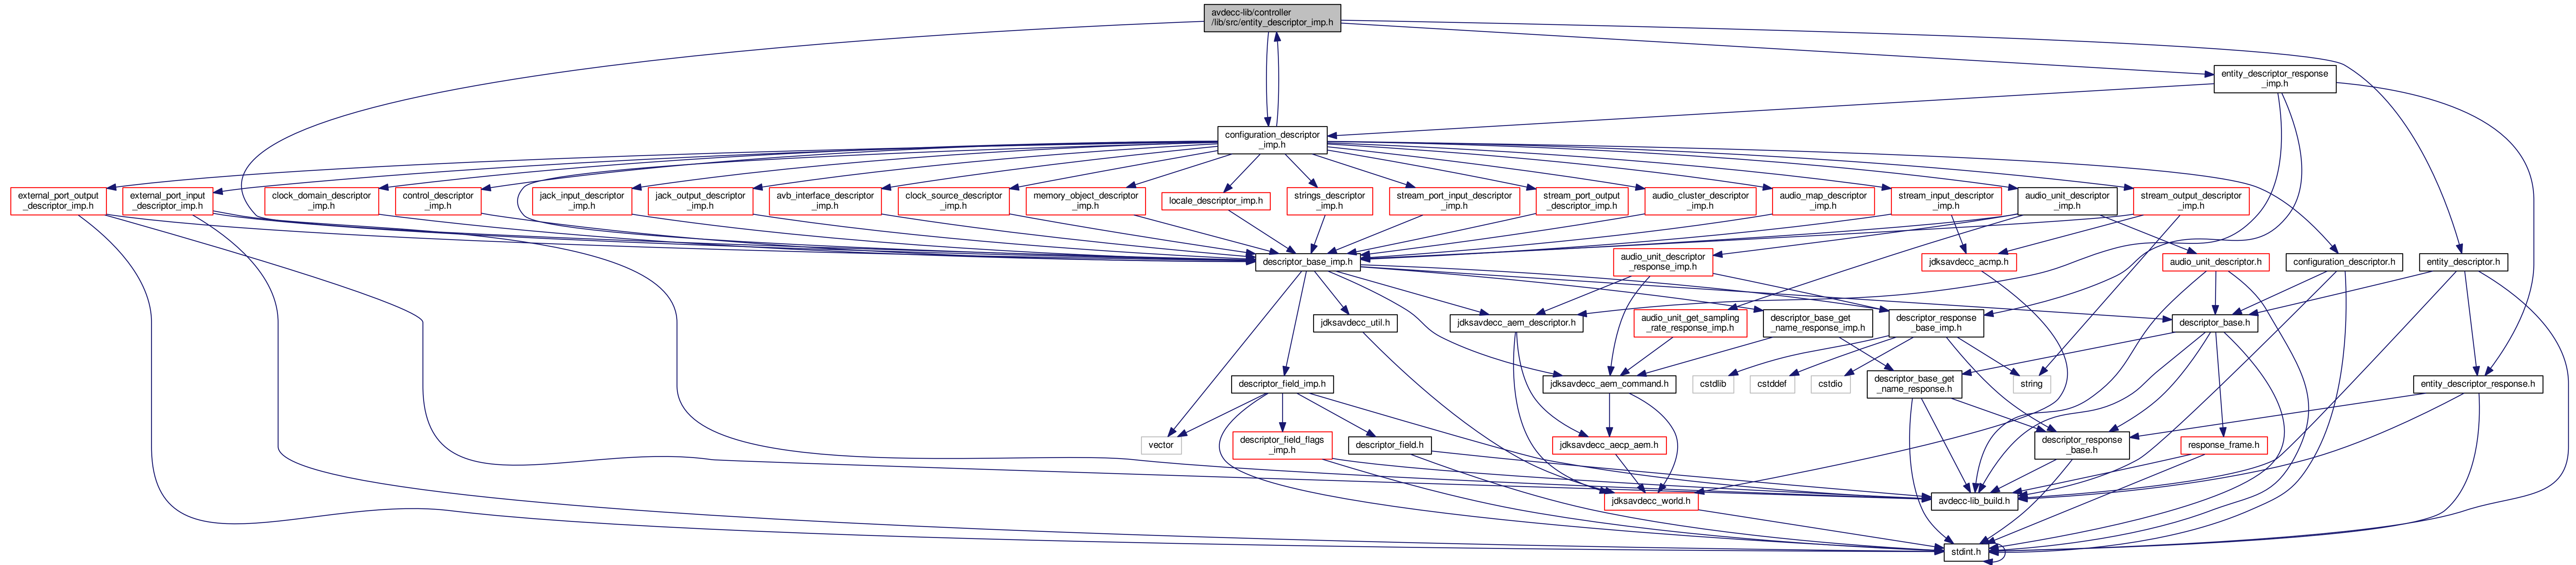 avdecc-lib/controller
/lib/src/entity_descriptor_imp.h
entity_descriptor_response
_imp.h
configuration_descriptor
_imp.h
external_port_output
_descriptor_imp.h
external_port_input
_descriptor_imp.h
clock_domain_descriptor
_imp.h
control_descriptor
_imp.h
jack_input_descriptor
_imp.h
jack_output_descriptor
_imp.h
avb_interface_descriptor
_imp.h
clock_source_descriptor
_imp.h
memory_object_descriptor
_imp.h
locale_descriptor_imp.h
strings_descriptor
_imp.h
stream_port_input_descriptor
_imp.h
stream_port_output
_descriptor_imp.h
audio_cluster_descriptor
_imp.h
audio_map_descriptor
_imp.h
stream_input_descriptor
_imp.h
audio_unit_descriptor
_imp.h
stream_output_descriptor
_imp.h
descriptor_base_imp.h
audio_unit_descriptor
_response_imp.h
jdksavdecc_acmp.h
audio_unit_descriptor.h
configuration_descriptor.h
entity_descriptor.h
jdksavdecc_util.h
jdksavdecc_aem_descriptor.h
audio_unit_get_sampling
_rate_response_imp.h
descriptor_base_get
_name_response_imp.h
descriptor_response
_base_imp.h
descriptor_base.h
descriptor_field_imp.h
jdksavdecc_aem_command.h
cstdlib
cstddef
cstdio
descriptor_base_get
_name_response.h
string
entity_descriptor_response.h
vector
descriptor_field_flags
_imp.h
descriptor_field.h
jdksavdecc_aecp_aem.h
descriptor_response
_base.h
response_frame.h
jdksavdecc_world.h
avdecc-lib_build.h
stdint.h